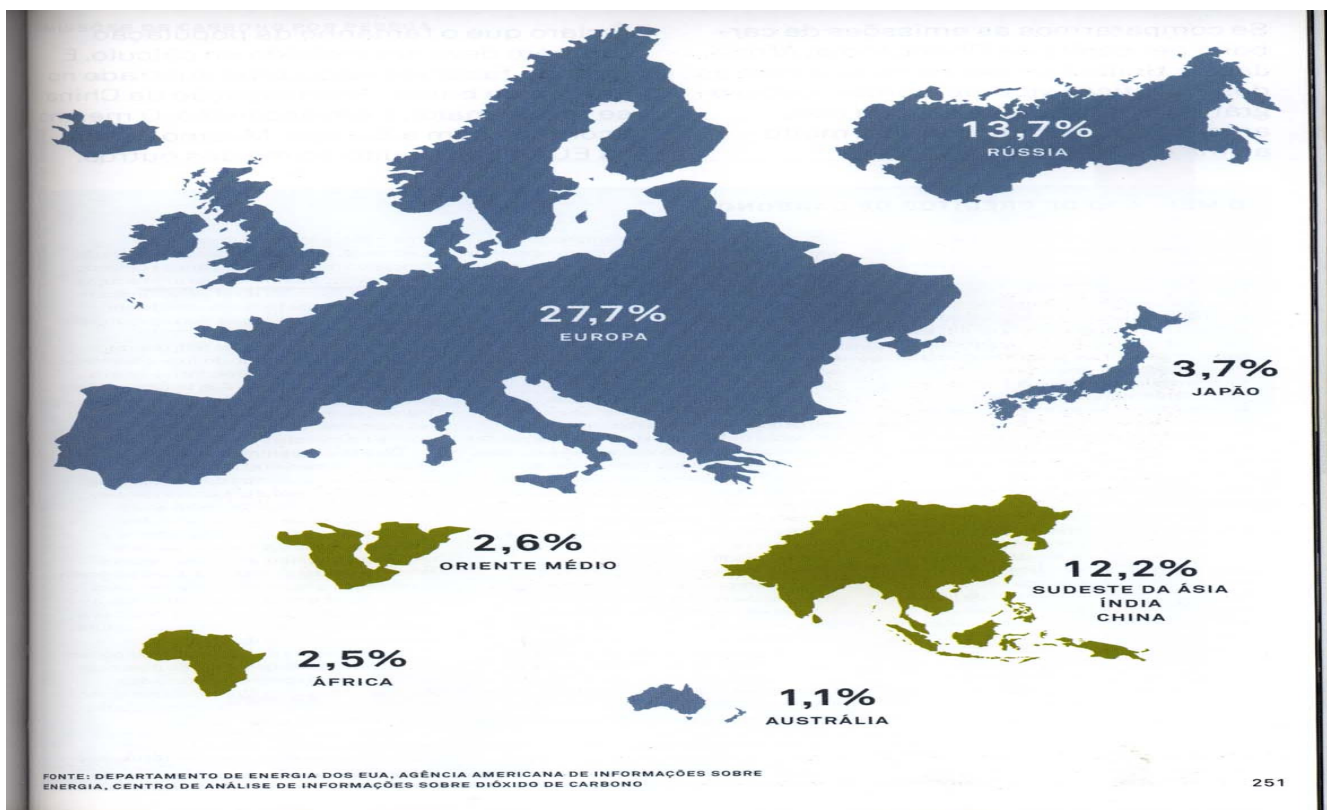 13,7%
RÚSSIA
27,7%
EUROPA
3,7%
JAPÃO
2,6%
ORIENTE MÉDIO
12,2%
SUDESTE DA ÁSIA
ÍNDIA
CHINA
2,5%
ÁFRICA
1,1%
AUSTRÁLIA
FONTE: DEPARTAMENTO DE ENERGIA DOS EUA, AGÊNCIA AMERICANA DE INFORMAÇÕES SOBRE
ENERGIA, CENTRO DE ANÁLISE DE INFORMAÇÕES SOBRE DIÓXIDO DE CARBONO
251